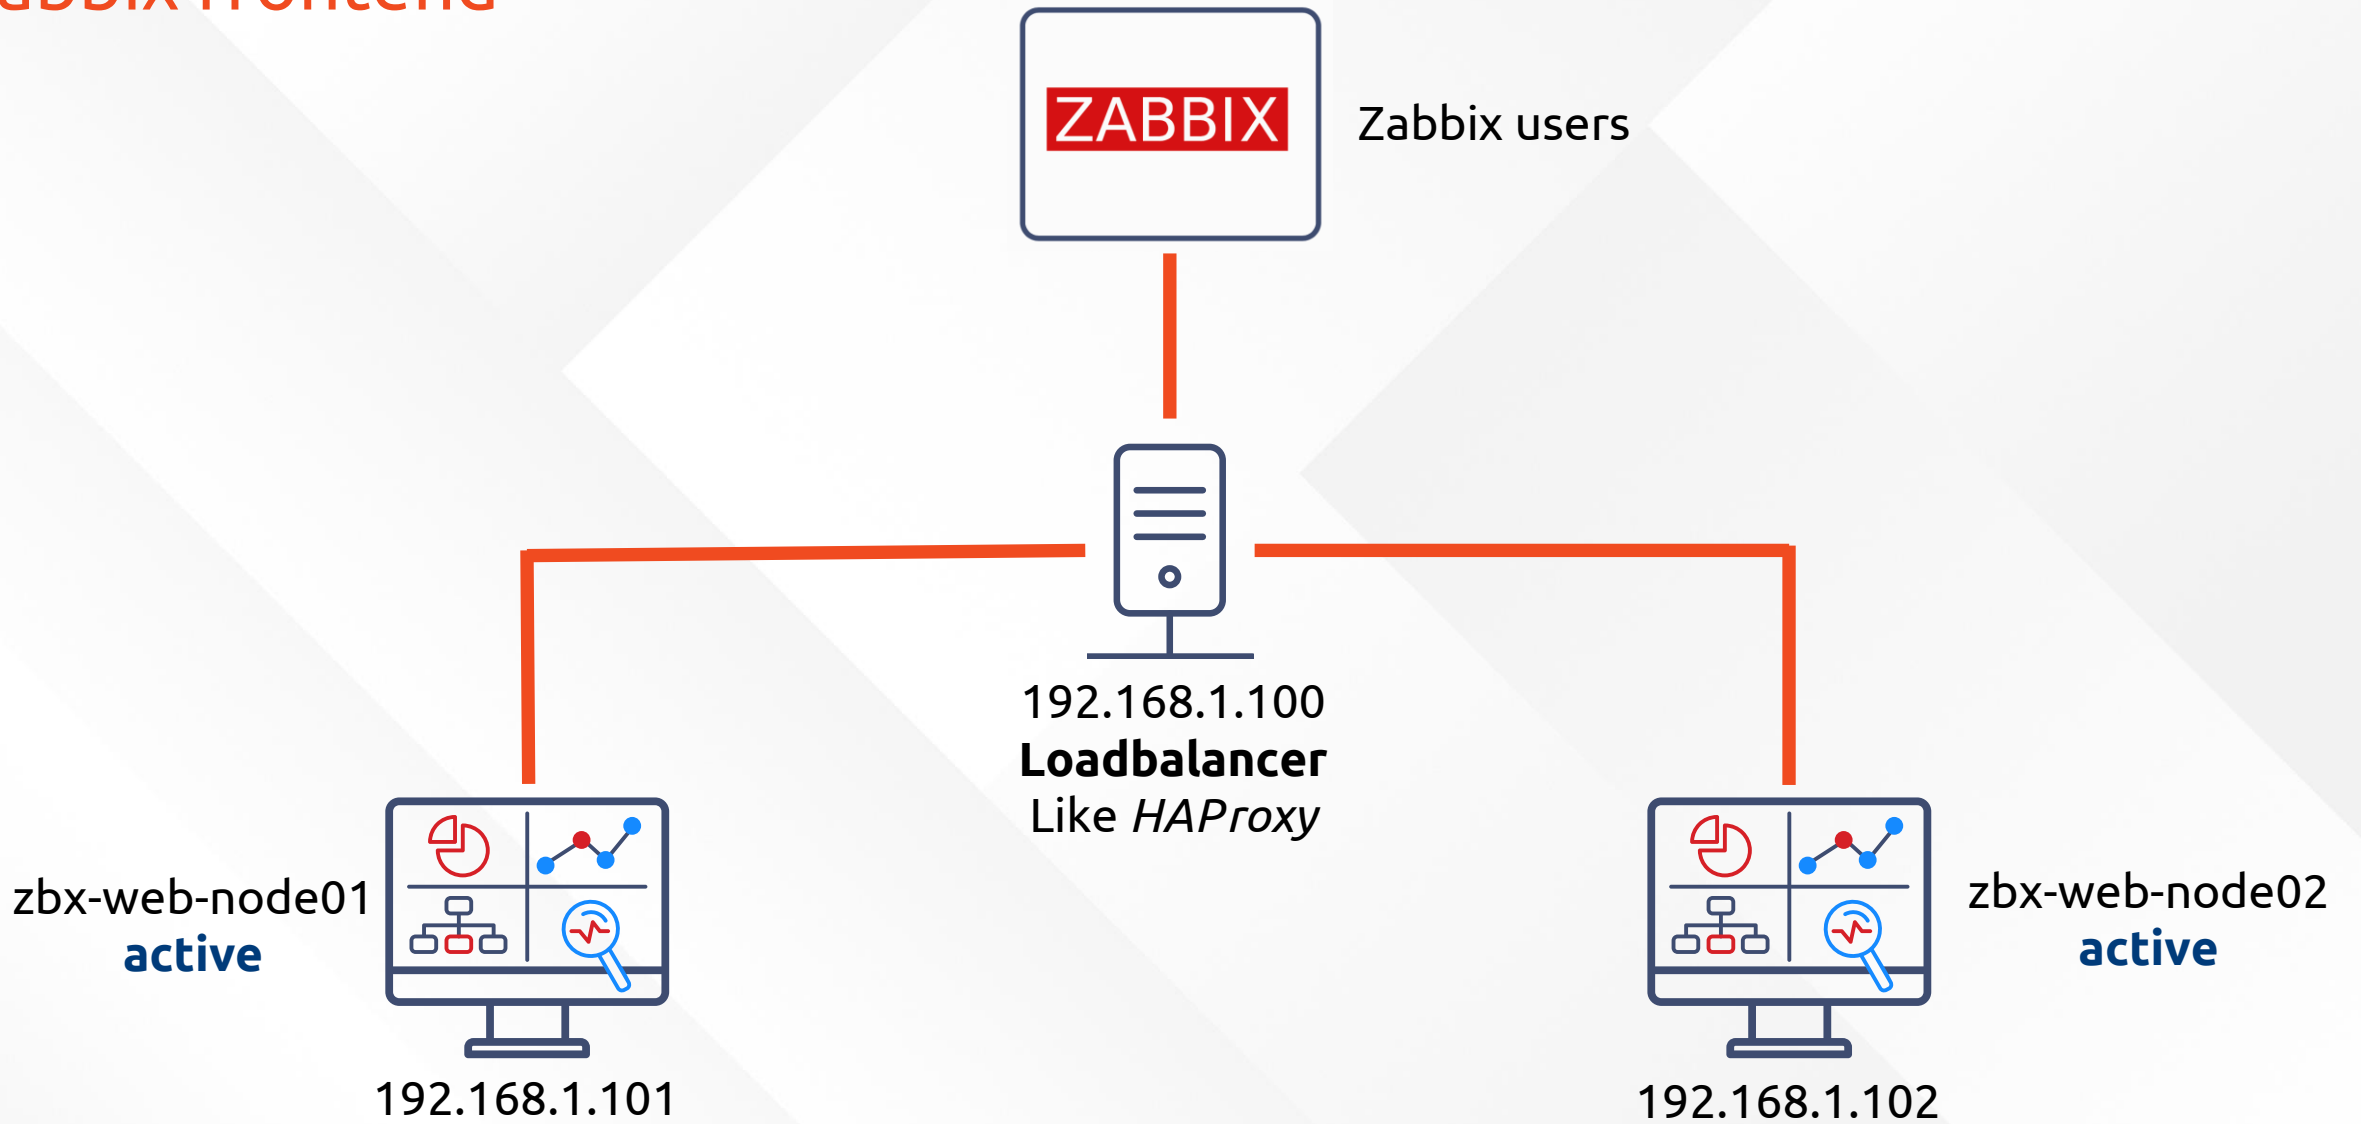 frontend
ZABBIX
Zabbix users
192.168.1.100
Loadbalancer
Like HAProxy
zbx-web-node01
active
192.168.1.101
zbx-web-node02
active
192.168.1.102